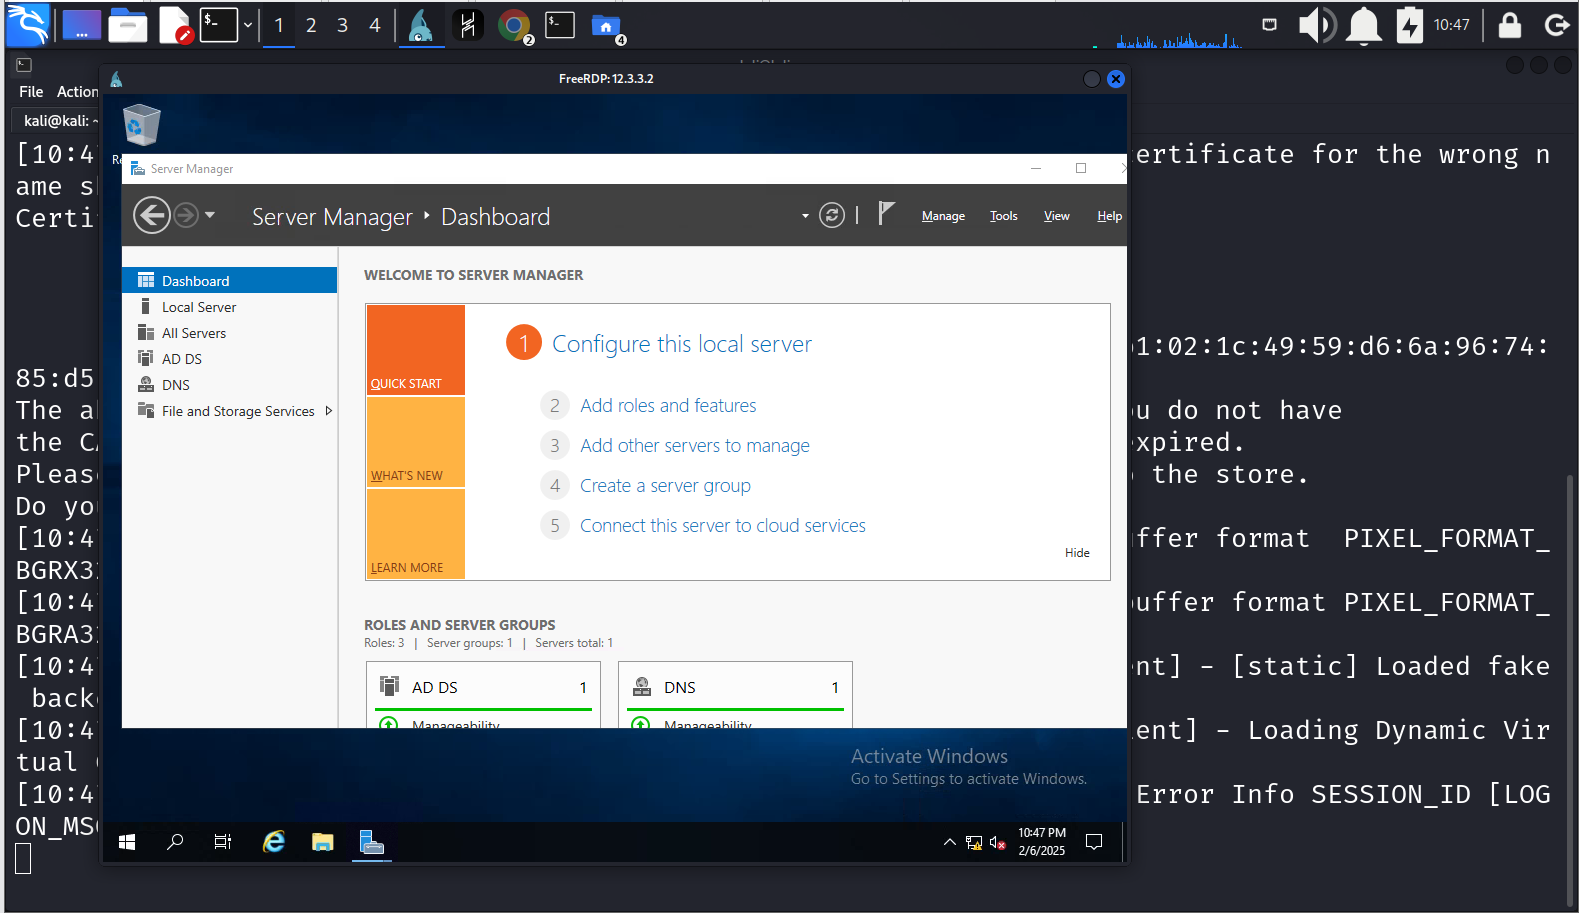 1 2 3 4
2
4
10:47
FreeRDP: 12.3.3.2
File Action
kali@kali: ~
[10:4
ertificate for the wrong n
ame s
Certi
1:02:1c:49:59:d6:6a:96:74:
85:d5
The a
u do not have
the C
xpired.
Pleas
the store.
Do yo
[10:4
ffer format PIXEL_FORMAT_
BGRX3
[10:4
uffer format PIXEL_FORMAT_
BGRA3
[10:4
nt] - [static] Loaded fake
back
[10:4
ent] - Loading Dynamic Vir
tual
[10:4
Error Info SESSION_ID [LOG
ON_MS
Server Manager
Server Manager Dashboard
Manage Tools View Help
Dashboard
Local Server
All Servers
AD DS
DNS
File and Storage Services
WELCOME TO SERVER MANAGER
QUICK START
WHAT'S NEW
LEARN MORE
1 Configure this local server
2 Add roles and features
3 Add other servers to manage
4 Create a server group
5 Connect this server to cloud services
Hide
ROLES AND SERVER GROUPS
Roles: 3 | Server groups: 1 | Servers total: 1
AD DS 1
Manageability
DNS 1
Manageability
Activate Windows
Go to Settings to activate Windows.
10:47 PM
2/6/2025